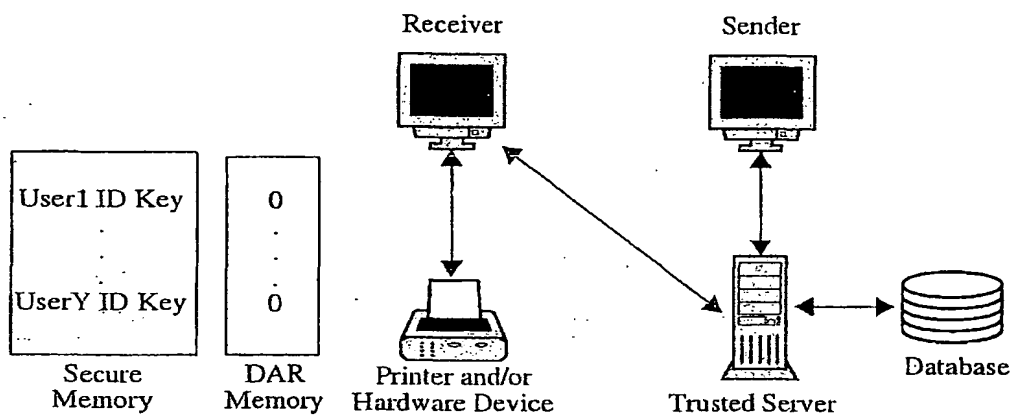 Receiver
Sender
User1 ID Key
0
UserY ID Key
0
Secure
Memory
DAR
Memory
Printer and/or
Hardware Device
Trusted Server
Database